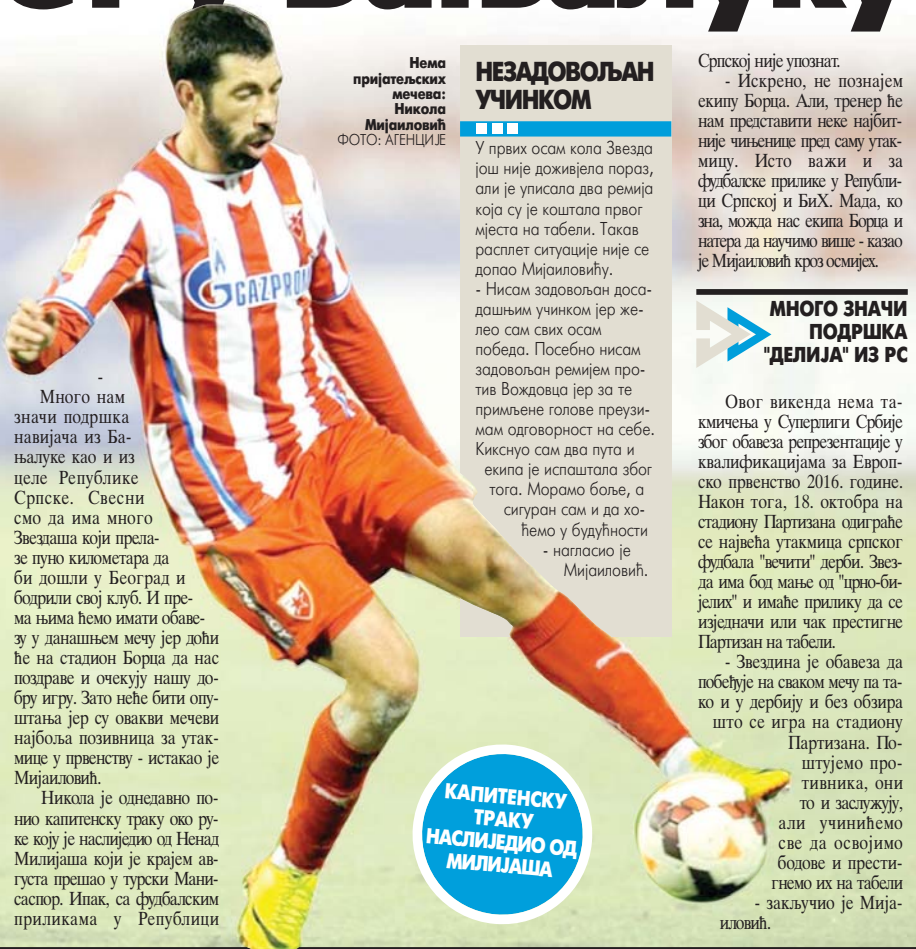 Нема
пријатељских
мечева:
Никола
Мијаиловић
ФОТО: АГЕНЦИЈЕ
GAZPROM
-
Много нам
значи подршка
навијача из Ба-
њалуке као и из
целе Републике
Српске. Свесни
смо да има много
Звездаша који прела-
зе пуно километара да
би дошли у Београд и
бодрили свој клуб. И пре-
ма њима ћемо имати обаве-
зу у данашњем мечу јер доћи
ће на стадион Борца да нас
поздраве и очекују нашу до-
бру игру. Зато неће бити опу-
штања јер су овакви мечеви
најбоља позивница за утак-
мице у првенству - истакао је
Мијаиловић.
Никола је однедавно по-
нио капитенску траку око ру-
ке коју је наслиједио од Ненад
Милијаша који је крајем ав-
густа прешао у турски Мани-
саспор. Ипак, са фудбалским
приликама у Републици
Српској није упознат.
- Искрено, не познајем
екипу Борца. Али, тренер ће
нам представити неке најбит-
није чињенице пред саму утак-
мицу. Исто важи и за
фудбалске прилике у Републи-
ци Српској и БиХ. Мада, ко
зна, можда нас екипа Борца и
натера да научимо више - казао
је Мијаиловић кроз осмијех.
МНОГО ЗНАЧИ
ПОДРШКА
"ДЕЛИЈА" ИЗ РС
Овог викенда нема та-
кмичења у Суперлиги Србије
због обавеза репрезентације у
квалификацијама за Европ-
ско првенство 2016. године.
Након тога, 18. октобра на
стадиону Партизана одиграће
се највећа утакмица српског
фудбала "вечити" дерби. Звез-
да има бод мање од "црно-би-
јелих" и имаће прилику да се
изједначи или чак престигне
Партизан на табели.
- Звездина је обавеза да
побеђује на сваком мечу па та-
ко и у дербију и без обзира
што се игра на стадиону
Партизана. По-
штујемо про-
тивника, они
то и заслужују,
али учинићемо
све да освојимо
бодове и прести-
гнемо их на табели
- закључио је Мија-
иловић.
НЕЗАДОВОЉАН
УЧИНКОМ
У првих осам кола Звезда
још није доживјела пораз,
али је уписала два ремија
која су је коштала првог
мјеста на табели. Такав
расплет ситуације није се
допао Мијаиловићу.
- Нисам задовољан доса-
дашњим учинком јер же-
лео сам свих осам
победа. Посебно нисам
задовољан ремијем про-
тив Вождовца јер за те
примљене голове преузи-
мам одговорност на себе.
Кикснуо сам два пута и
екипа је испаштала због
тога. Морамо боље, а
сигуран сам и да хо-
ћемо у будућности
- нагласио је
Мијаиловић.
КАПИТЕНСКУ
ТРАКУ
НАСЛИЈЕДИО ОД
МИЛИЈАША